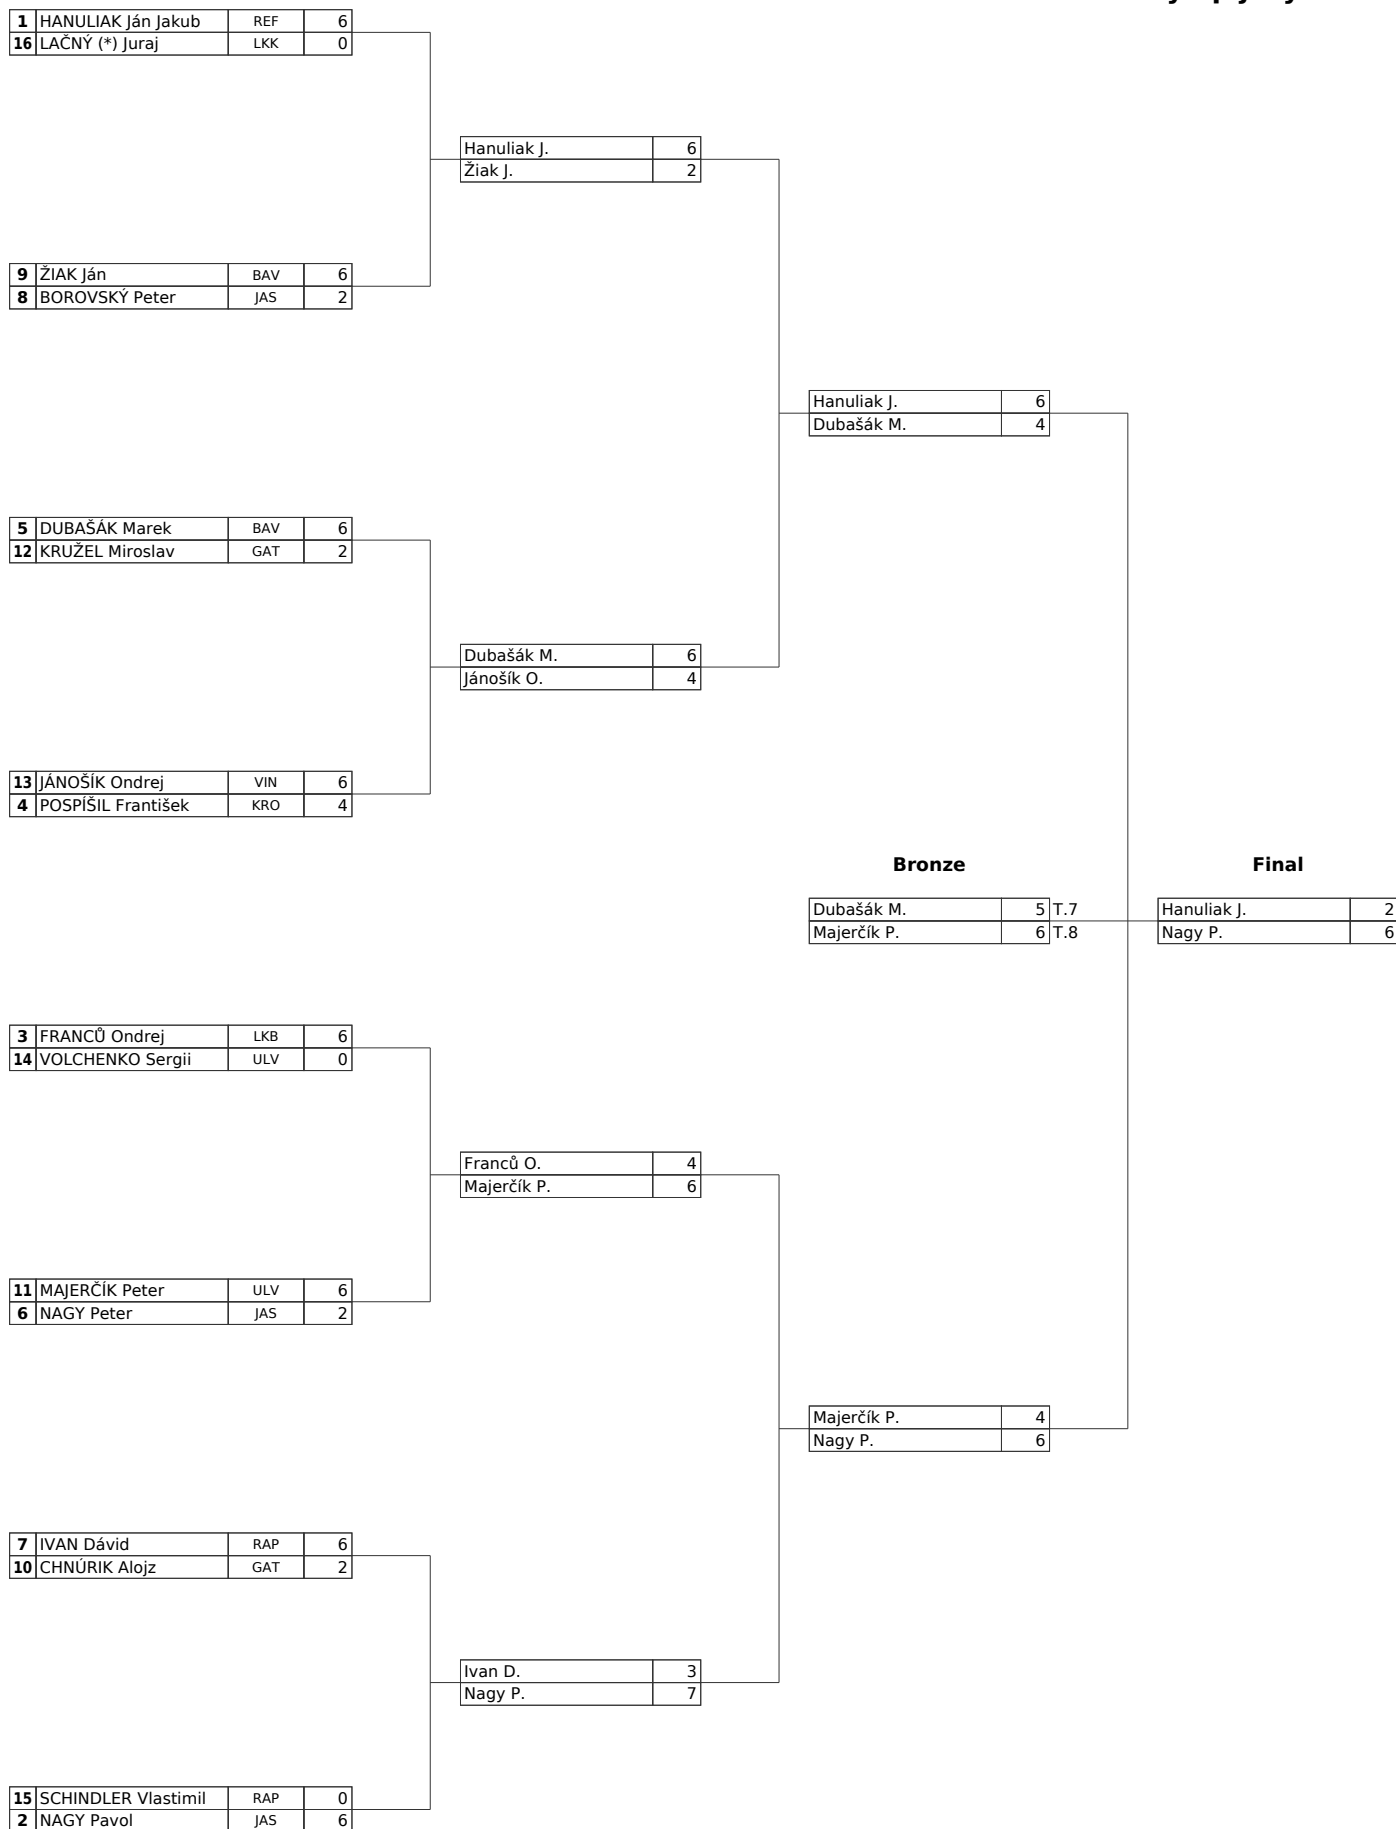 1 HANULIAK Ján Jakub REF 6
16 LAČNÝ (*) Juraj LKK 0
Hanuliak J. 6
Žiak J. 2
9 ŽIAK Ján BAV 6
8 BOROVSKÝ Peter JAS 2
Hanuliak J. 6
Dubašák M. 4
5 DUBAŠÁK Marek BAV 6
12 KRUŽEL Miroslav GAT 2
Dubašák M. 6
Jánošík O. 4
13 JÁNOŠÍK Ondrej VIN 6
4 POSPÍŠIL František KRO 4
Bronze Final
Dubašák M. 5 T.7 Hanuliak J. 2
Majerčík P. 6 T.8 Nagy P. 6
3 FRANCŮ Ondrej LKB 6
14 VOLCHENKO Sergii ULV 0
Franců O. 4
Majerčík P. 6
11 MAJERČÍK Peter ULV 6
6 NAGY Peter JAS 2
Majerčík P. 4
Nagy P. 6
7 IVAN Dávid RAP 6
10 CHNÚRIK Alojz GAT 2
Ivan D. 3
Nagy P. 7
15 SCHINDLER Vlastimil RAP 0
2 NAGY Pavol JAS 6